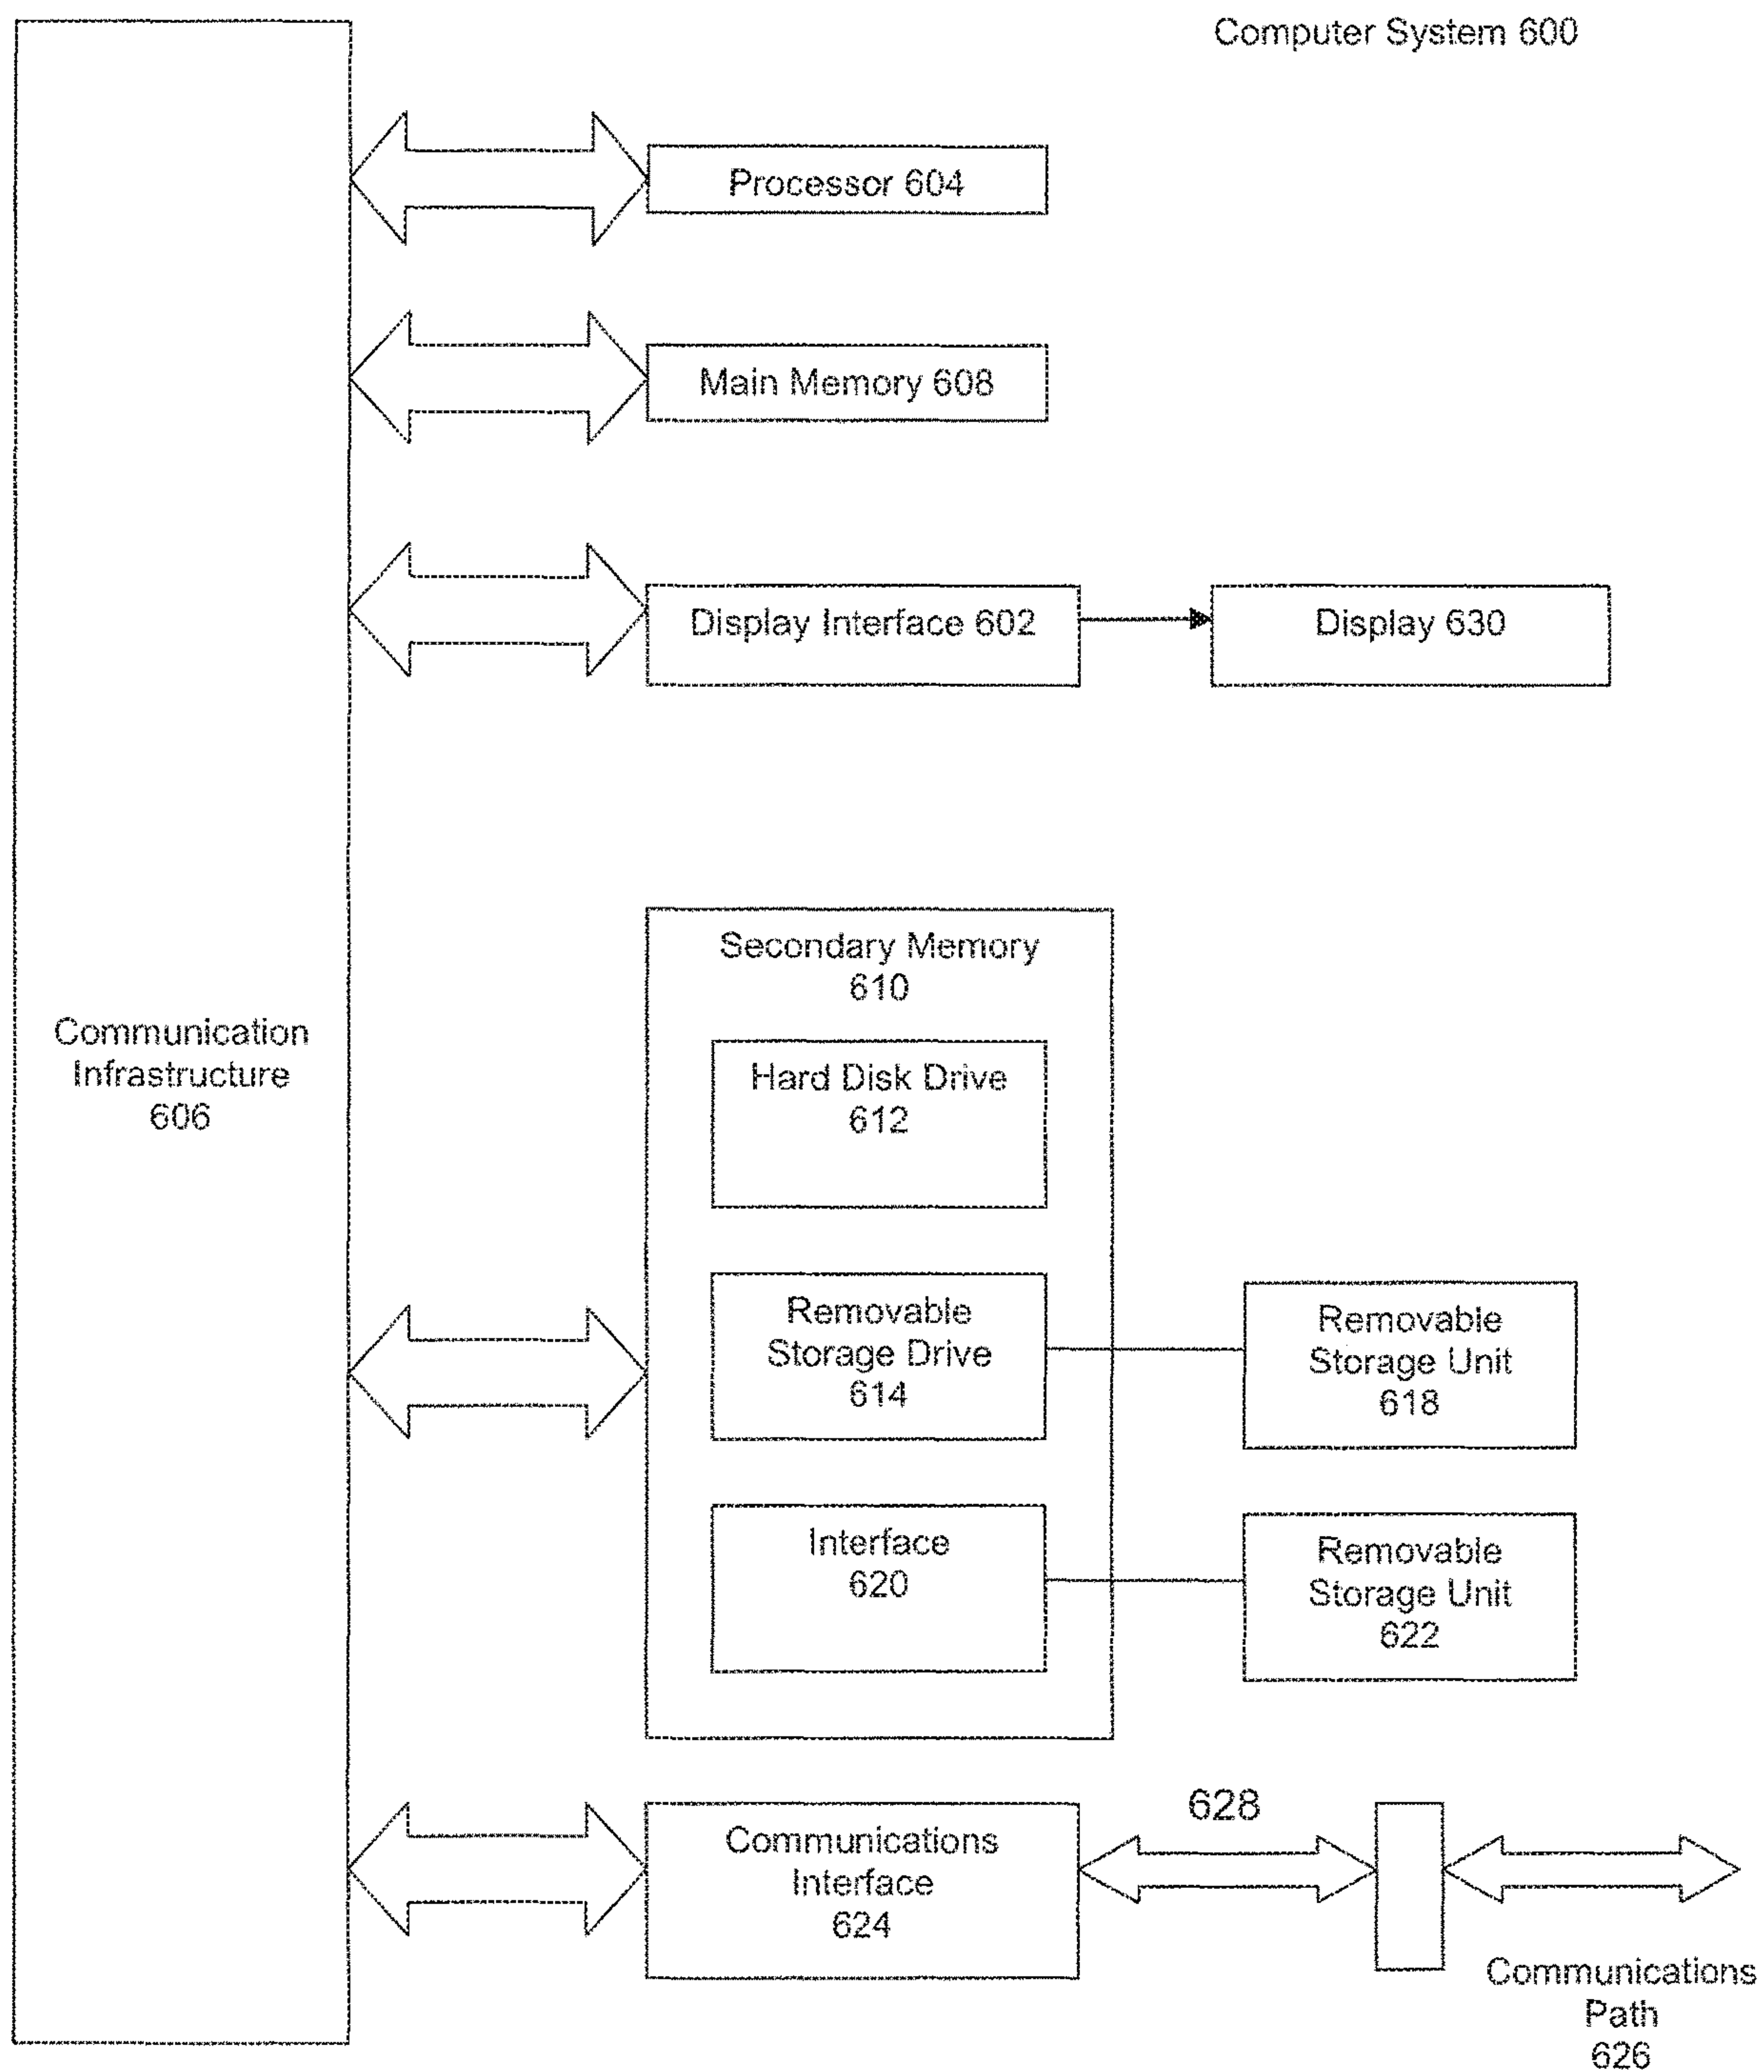 Computer System 600
Processor 604
Main Memory 608
Display Interface 602
Display 630
Communication
Infrastructure
606
Secondary Memory
610
Hard Disk Drive
612
Removable
Storage Drive
614
Removable
Storage Unit
618
Interface
620
Removable
Storage Unit
622
Communications
Interface
624
628
Communications
Path
626